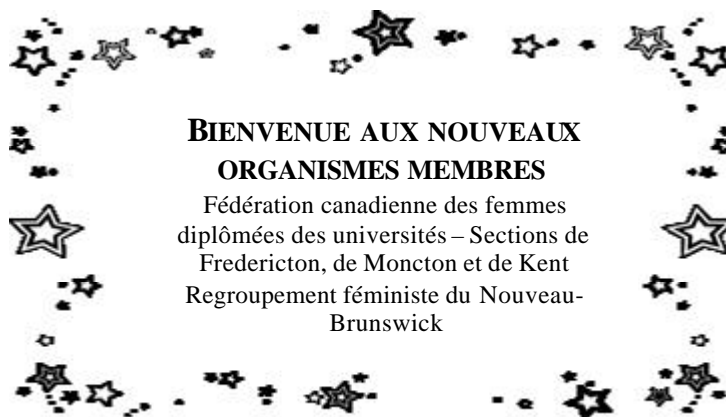 BIENVENUE AUX NOUVEAUX
ORGANISMES MEMBRES
Fédération canadienne des femmes
diplômées des universités – Sections de
Fredericton, de Moncton et de Kent
Regroupement féministe du Nouveau-
Brunswick